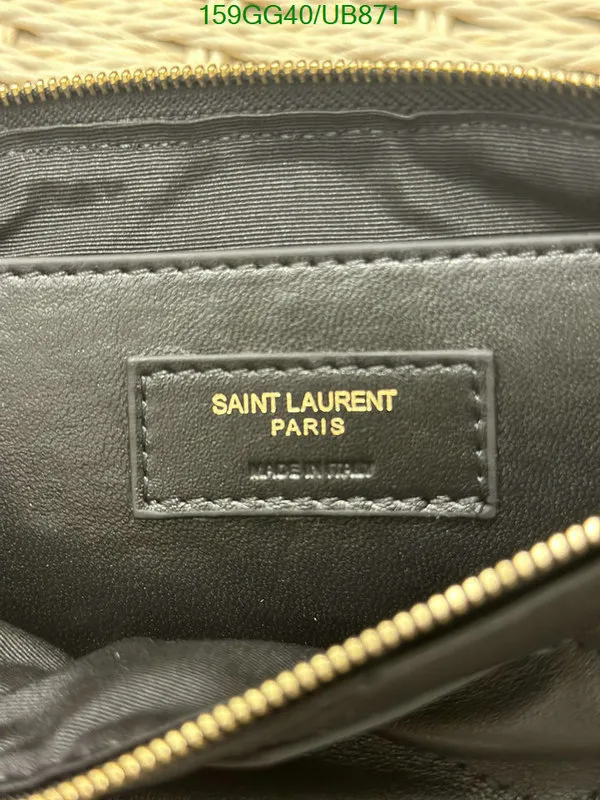 159GG40/UB871
SAINT LAURENT
PARIS
MADE IN ITALY